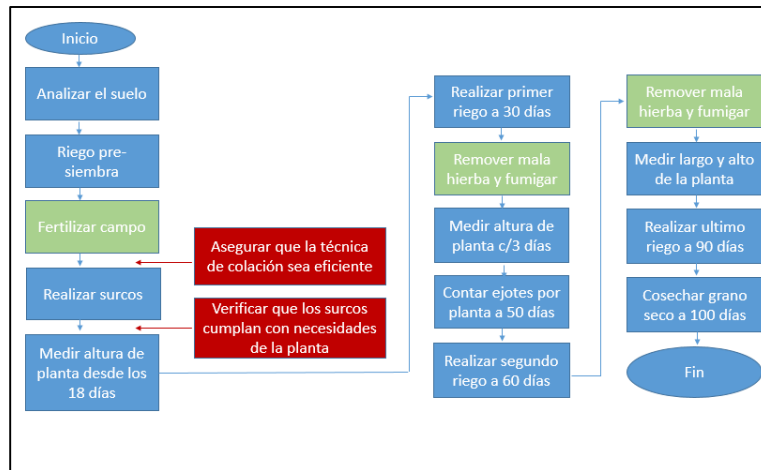 Inicio
Analizar el suelo
Riego pre-
siembra
Fertilizar campo
Asegurar que la técnica
de colación sea eficiente
Realizar surcos
Verificar que los surcos
cumplan con necesidades
de la planta
Medir altura de
planta desde los
18 días
Realizar primer
riego a 30 días
Remover mala
hierba y fumigar
Medir altura de
planta c/3 días
Contar ejotes por
planta a 50 días
Realizar segundo
riego a 60 días
Remover mala
hierba y fumigar
Medir largo y alto
de la planta
Realizar ultimo
riego a 90 días
Cosechar grano
seco a 100 días
Fin